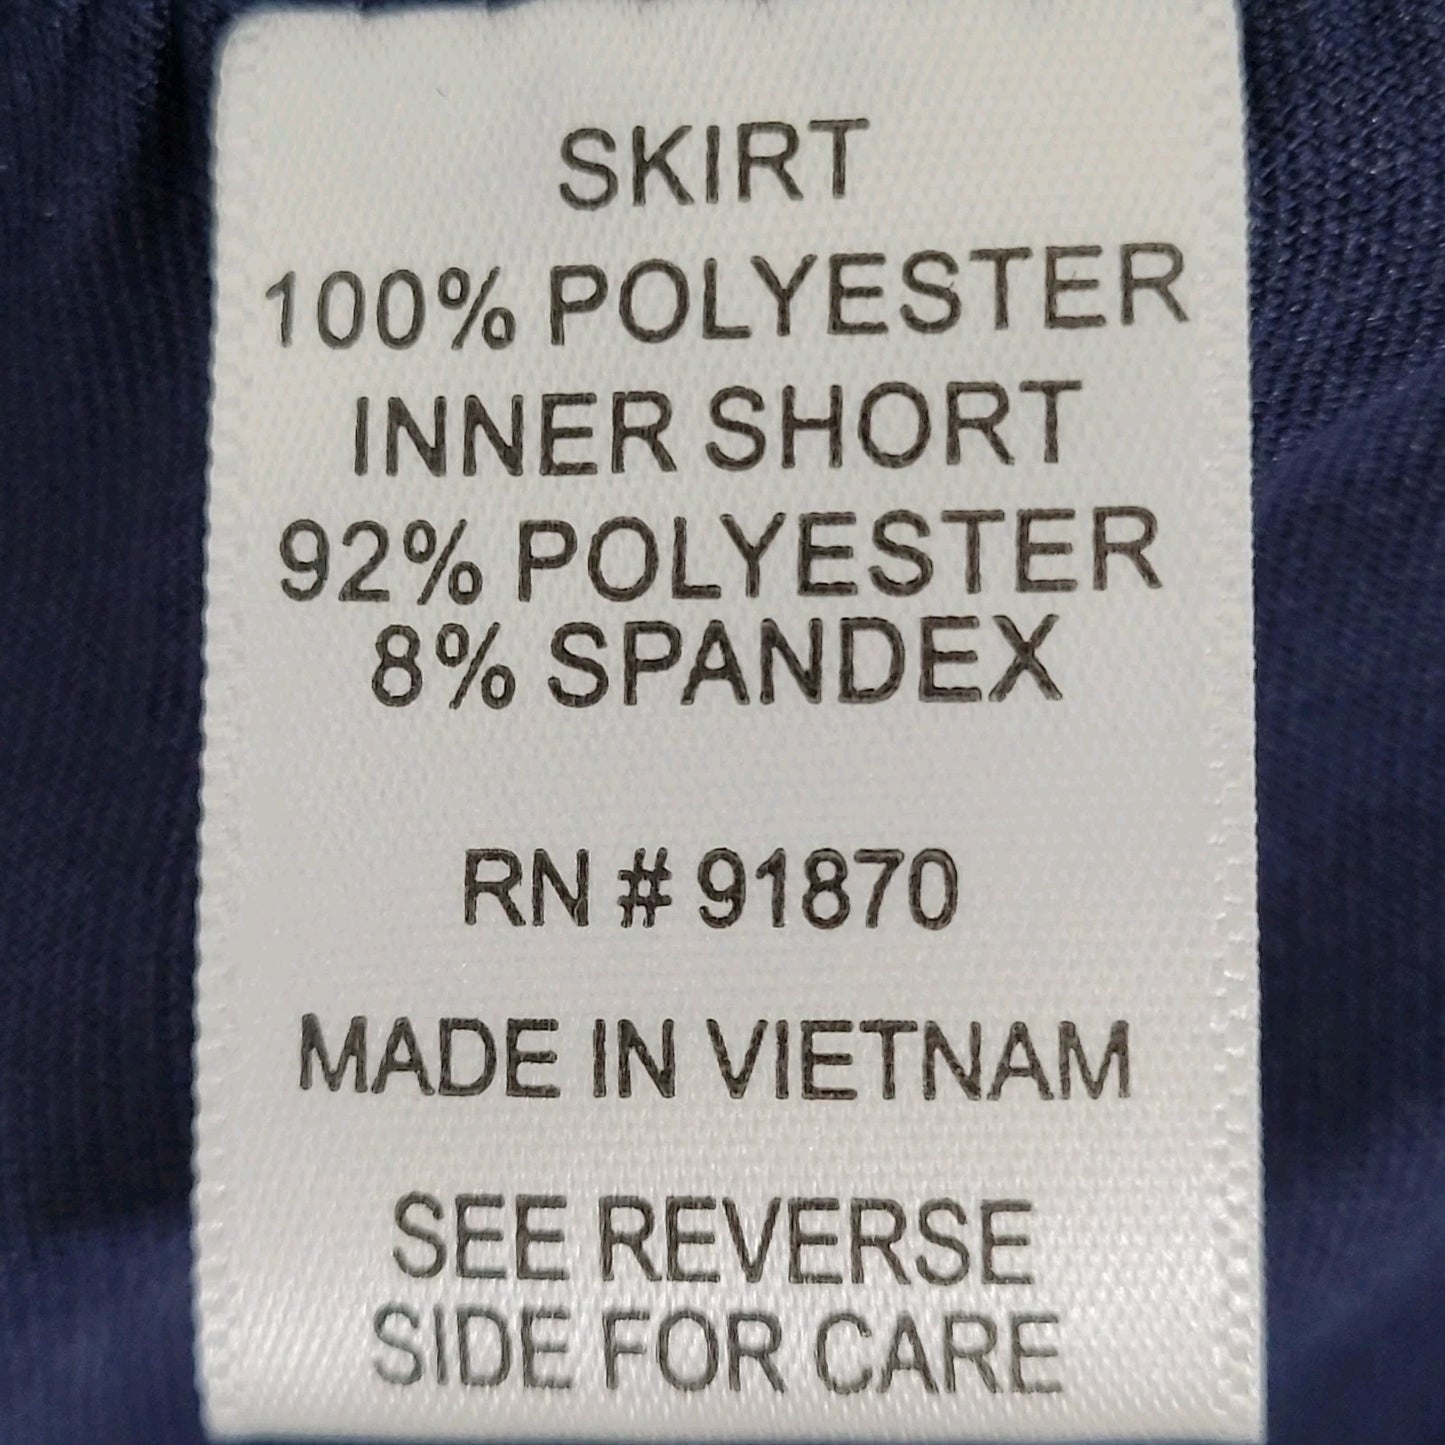 SKIRT
100% POLYESTER
INNER SHORT
92% POLYESTER
8% SPANDEX
RN # 91870
MADE IN VIETNAM
SEE REVERSE
SIDE FOR CARE